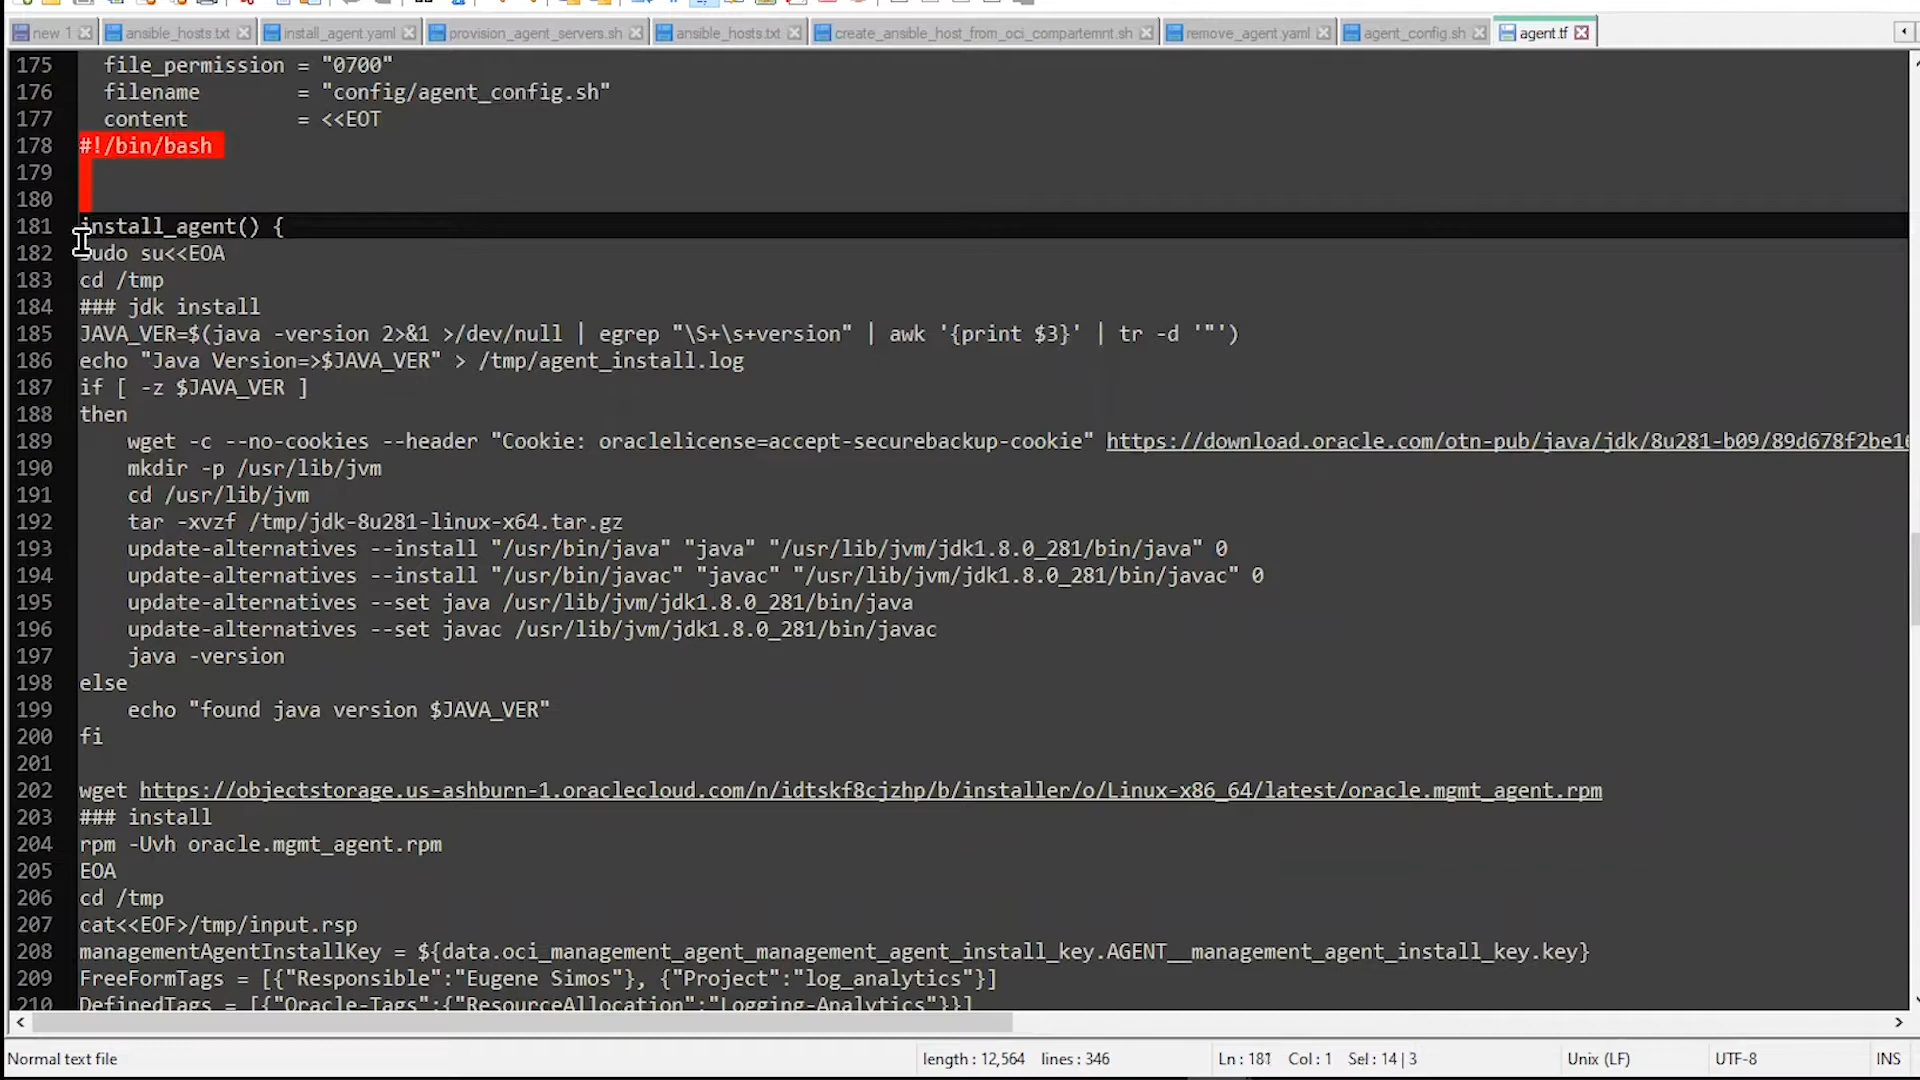 new 1 ansible_hosts.txt install_agent.yaml provision_agent_servers.sh ansible_hosts.txt create_ansible_host_from_oci_compartemnt.sh remove_agent.yaml agent_config.sh agent.tf
175 file_permission = "0700"
176 filename = "config/agent_config.sh"
177 content = <<EOT
178 #!/bin/bash
179
180
181 install_agent() {
182 sudo su<<EOA
183 cd /tmp
184 ### jdk install
185 JAVA_VER=$(java -version 2>&1 >/dev/null | egrep "\S+\s+version" | awk '{print $3}' | tr -d '"')
186 echo "Java Version=>$JAVA_VER" > /tmp/agent_install.log
187 if [ -z $JAVA_VER ]
188 then
189 wget -c --no-cookies --header "Cookie: oraclelicense=accept-securebackup-cookie" https://download.oracle.com/otn-pub/java/jdk/8u281-b09/89d678f2be16
190 mkdir -p /usr/lib/jvm
191 cd /usr/lib/jvm
192 tar -xvzf /tmp/jdk-8u281-linux-x64.tar.gz
193 update-alternatives --install "/usr/bin/java" "java" "/usr/lib/jvm/jdk1.8.0_281/bin/java" 0
194 update-alternatives --install "/usr/bin/javac" "javac" "/usr/lib/jvm/jdk1.8.0_281/bin/javac" 0
195 update-alternatives --set java /usr/lib/jvm/jdk1.8.0_281/bin/java
196 update-alternatives --set javac /usr/lib/jvm/jdk1.8.0_281/bin/javac
197 java -version
198 else
199 echo "found java version $JAVA_VER"
200 fi
201
202 wget https://objectstorage.us-ashburn-1.oraclecloud.com/n/idtskf8cjzhp/b/installer/o/Linux-x86_64/latest/oracle.mgmt_agent.rpm
203 ### install
204 rpm -Uvh oracle.mgmt_agent.rpm
205 EOA
206 cd /tmp
207 cat<<EOF>/tmp/input.rsp
208 managementAgentInstallKey = ${data.oci_management_agent_management_agent_install_key.AGENT__management_agent_install_key.key}
209 FreeFormTags = [{"Responsible":"Eugene Simos"}, {"Project":"log_analytics"}]
210 DefinedTags = [{"Oracle-Tags":{"ResourceAllocation":"Logging-Analytics"}}]
Normal text file length : 12,564 lines : 346 Ln : 181 Col : 1 Sel : 14 | 3 Unix (LF) UTF-8 INS